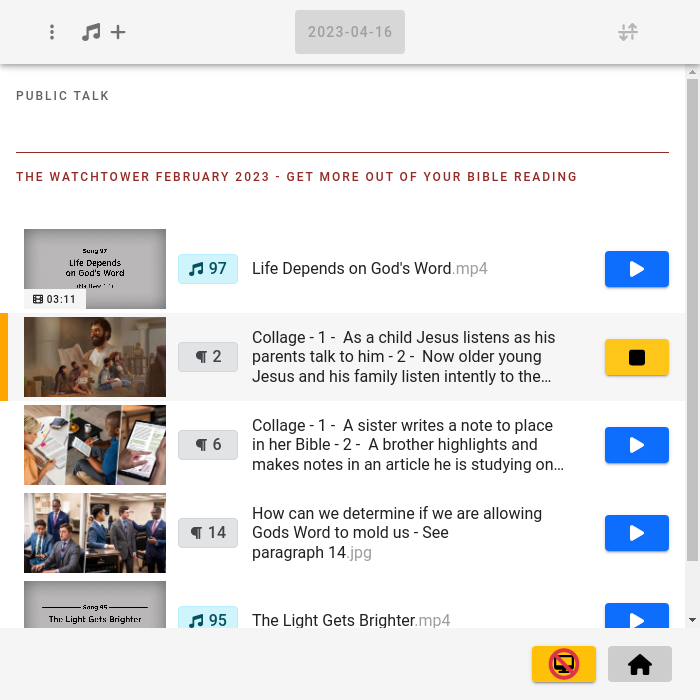 2023-04-16
PUBLIC TALK
THE WATCHTOWER FEBRUARY 2023 - GET MORE OUT OF YOUR BIBLE READING
Song 97
Life Depends
on God's Word
03:11
97
Life Depends on God's Word.mp4
¶ 2
Collage - 1 - As a child Jesus listens as his
parents talk to him - 2 - Now older young
Jesus and his family listen intently to the…
¶ 6
Collage - 1 - A sister writes a note to place
in her Bible - 2 - A brother highlights and
makes notes in an article he is studying on…
¶ 14
How can we determine if we are allowing
Gods Word to mold us - See
paragraph 14.jpg
Song 95
The Light Gets Brighter
95
The Light Gets Brighter.mp4